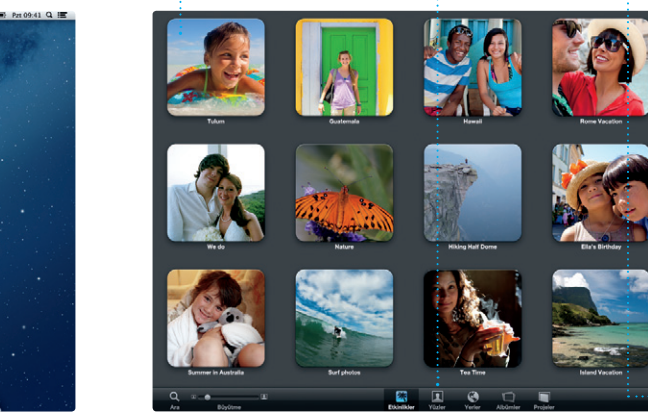 Pzt 09:41
Tulum
Guatemala
Hawaii
Rome Vacation
We do
Nature
Hiking Half Dome
Ella's Birthday
Summer in Australia
Surf photos
Tea Time
Island Vacation
Ara
Büyütme
Etkinlikler
Yüzler
Yerler
Albümler
Projeler